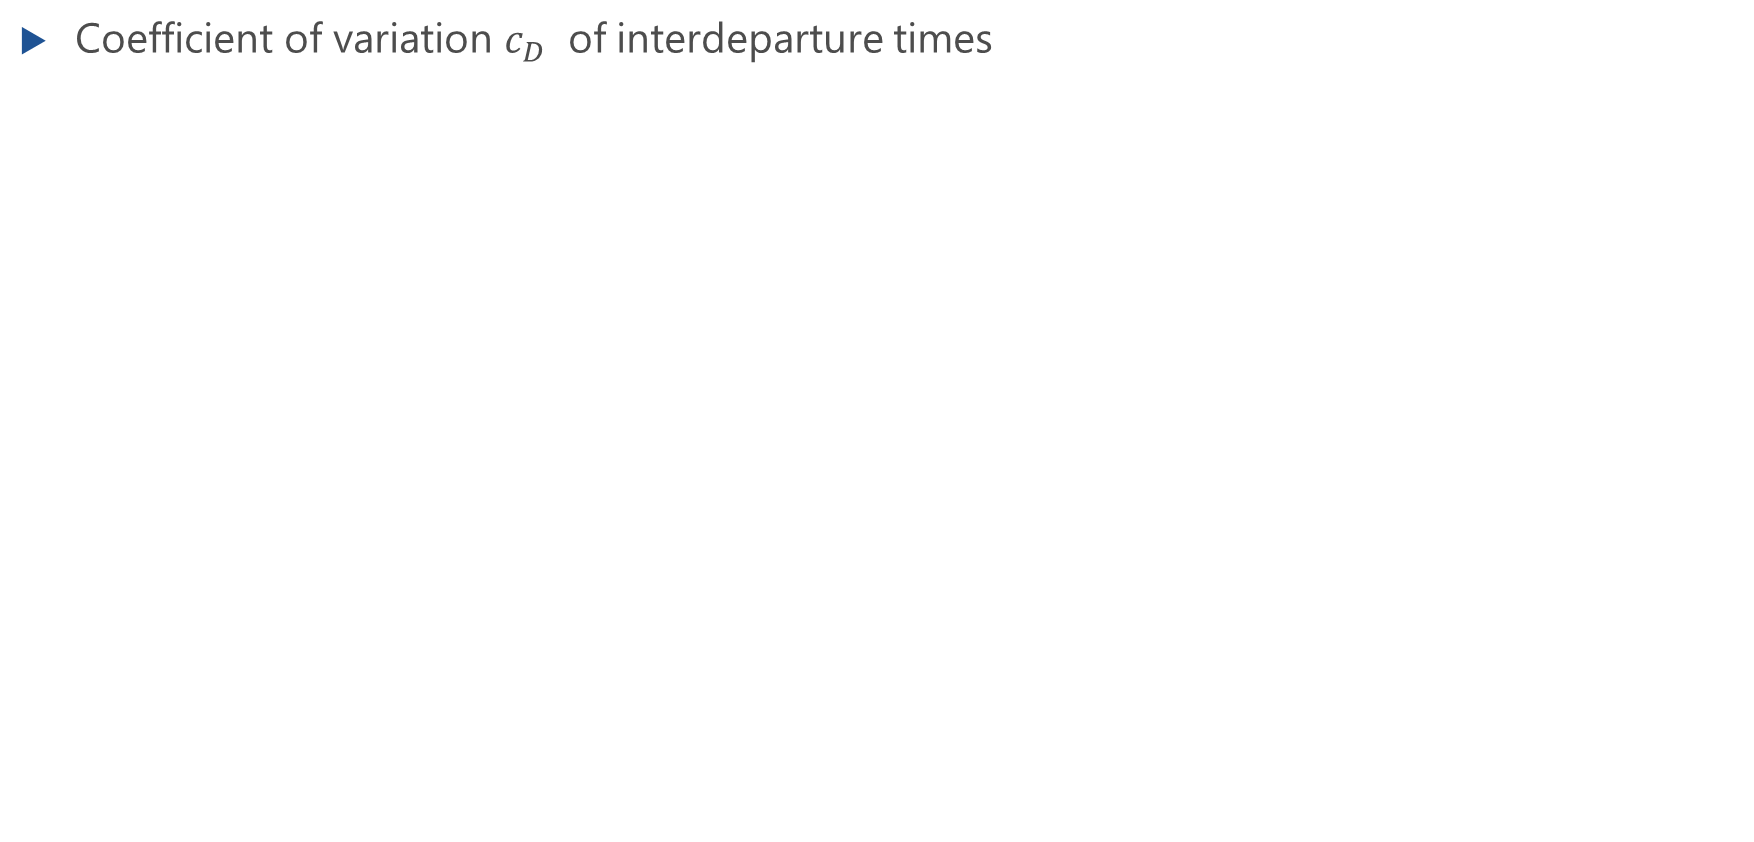 ▶ Coefficient of variation c_D of interdeparture times